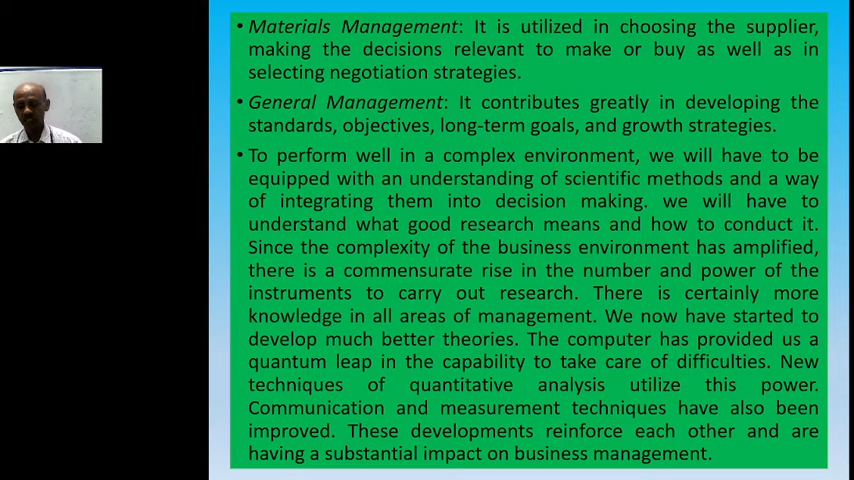 • Materials Management: It is utilized in choosing the supplier,
making the decisions relevant to make or buy as well as in
selecting negotiation strategies.
• General Management: It contributes greatly in developing the
standards, objectives, long-term goals, and growth strategies.
• To perform well in a complex environment, we will have to be
equipped with an understanding of scientific methods and a way
of integrating them into decision making. we will have to
understand what good research means and how to conduct it.
Since the complexity of the business environment has amplified,
there is a commensurate rise in the number and power of the
instruments to carry out research. There is certainly more
knowledge in all areas of management. We now have started to
develop much better theories. The computer has provided us a
quantum leap in the capability to take care of difficulties. New
techniques of quantitative analysis utilize this power.
Communication and measurement techniques have also been
improved. These developments reinforce each other and are
having a substantial impact on business management.